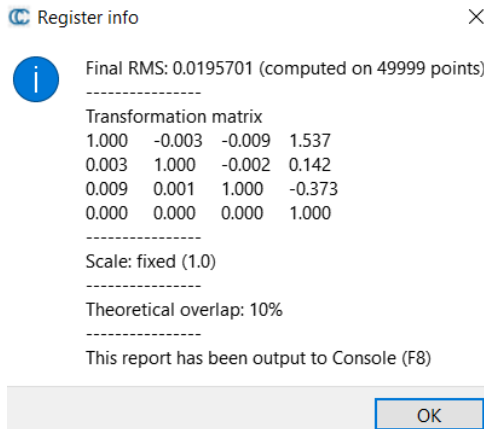 Register info
Final RMS: 0.0195701 (computed on 49999 points)
----------------
Transformation matrix
1.000 -0.003 -0.009 1.537
0.003 1.000 -0.002 0.142
0.009 0.001 1.000 -0.373
0.000 0.000 0.000 1.000
----------------
Scale: fixed (1.0)
----------------
Theoretical overlap: 10%
----------------
This report has been output to Console (F8)
OK